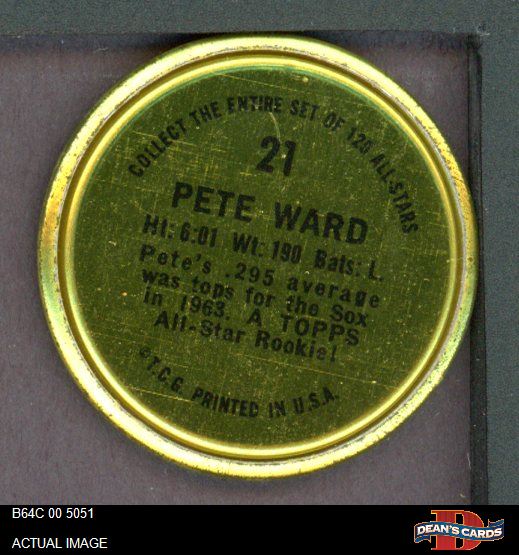 COLLECT THE ENTIRE SET OF 120 ALL-STARS
21
PETE WARD
Ht: 6:01 Wt: 190 Bats: L.
Pete's .295 average
was tops for the Sox
in 1963. A TOPPS
All-Star Rookie!
©T.C.G. PRINTED IN U.S.A.
B64C 00 5051
ACTUAL IMAGE
D
DEAN'S CARDS